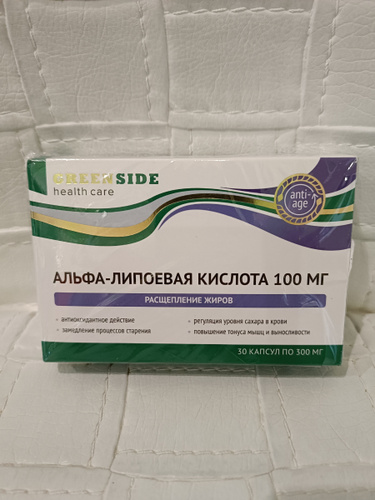 GREENSIDE
health care
anti-
age
АЛЬФА-ЛИПОЕВАЯ КИСЛОТА 100 МГ
РАСЩЕПЛЕНИЕ ЖИРОВ
• антиоксидантное действие
• замедление процессов старения
• регуляция уровня сахара в крови
• повышение тонуса мышц и выносливости
30 КАПСУЛ ПО 300 МГ